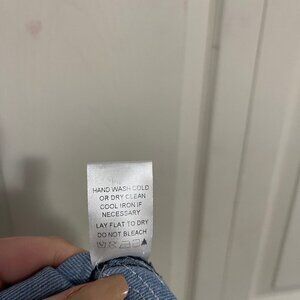 HAND WASH COLD
OR DRY CLEAN
COOL IRON IF
NECESSARY
LAY FLAT TO DRY
DO NOT BLEACH